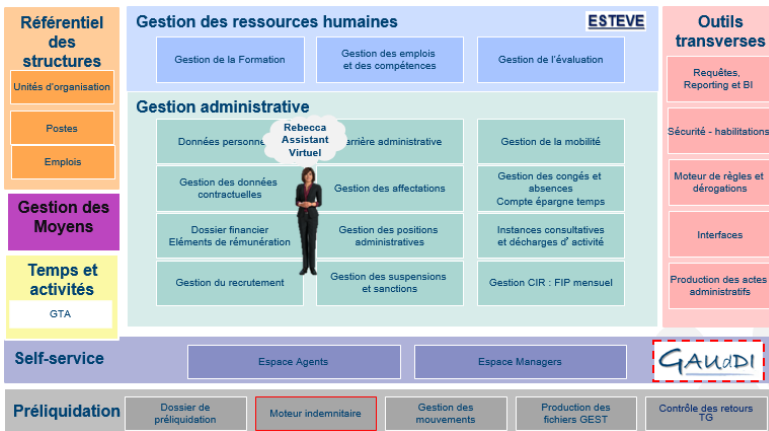 Référentiel
des
structures
Unités d'organisation
Postes
Emplois
Gestion des
Moyens
Temps et
activités
GTA
Gestion des ressources humaines
ESTEVE
Gestion de la Formation
Gestion des emplois
et des compétences
Gestion de l'évaluation
Gestion administrative
Rebecca
Assistant
Virtuel
Données personne
arrière administrative
Gestion de la mobilité
Gestion des données
contractuelles
Gestion des affectations
Gestion des congés et
absences
Compte épargne temps
Dossier financier
Eléments de rémunération
Gestion des positions
administratives
Instances consultatives
et décharges d' activité
Gestion du recrutement
Gestion des suspensions
et sanctions
Gestion CIR : FIP mensuel
Outils
transverses
Requêtes,
Reporting et BI
Sécurité - habilitations
Moteur de règles et
dérogations
Interfaces
Production des actes
administratifs
Self-service
Espace Agents
Espace Managers
GAUdDI
Préliquidation
Dossier de
préliquidation
Moteur indemnitaire
Gestion des
mouvements
Production des
fichiers GEST
Contrôle des retours
TG